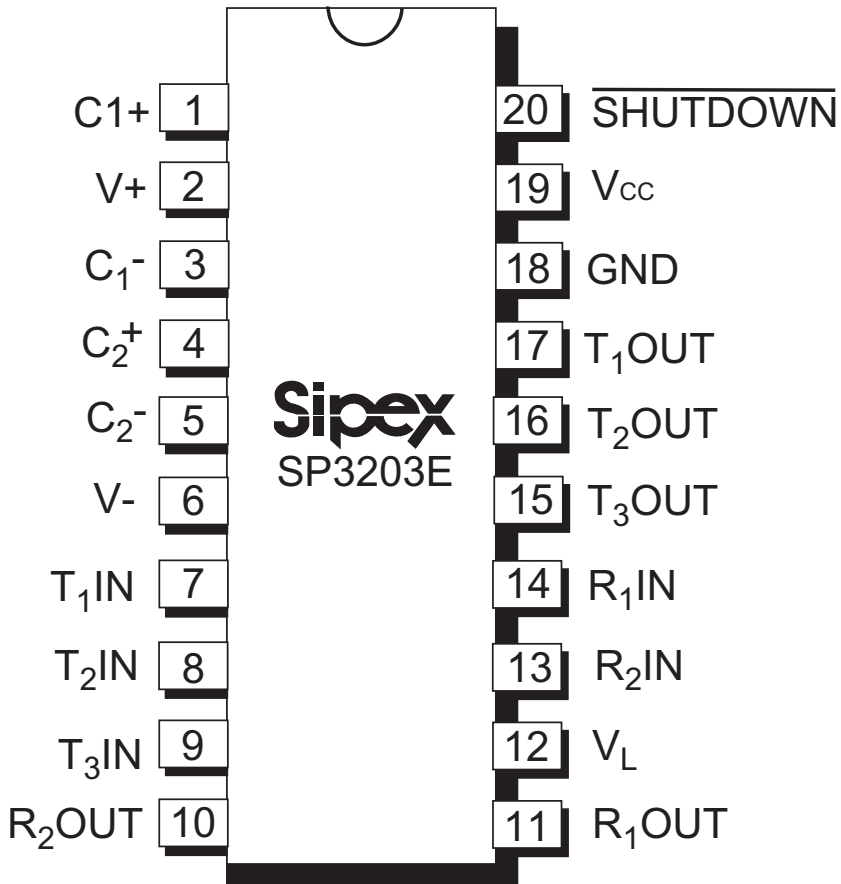 C1+ 1
V+ 2
C₁- 3
C₂+ 4
C₂- 5
V- 6
T₁IN 7
T₂IN 8
T₃IN 9
R₂OUT 10
Sipex
SP3203E
20 SHUTDOWN
19 Vcc
18 GND
17 T₁OUT
16 T₂OUT
15 T₃OUT
14 R₁IN
13 R₂IN
12 V_L
11 R₁OUT